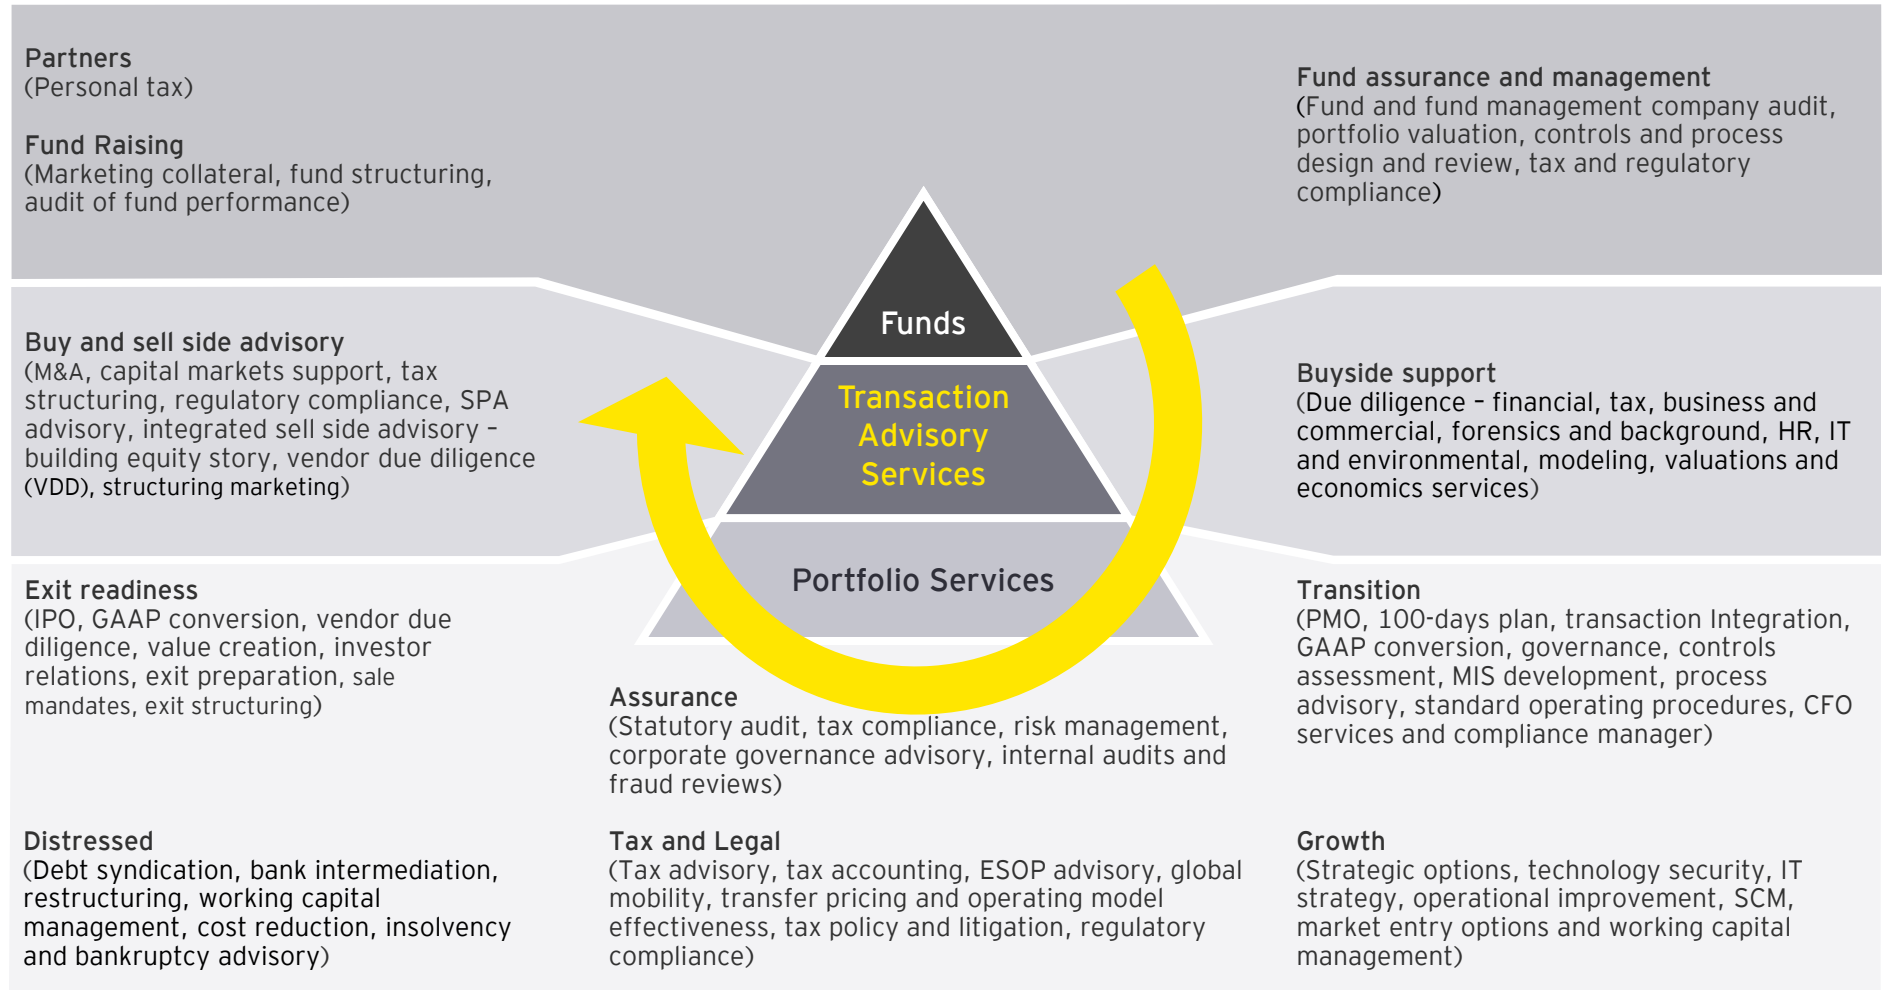 Partners
(Personal tax)
Fund Raising
(Marketing collateral, fund structuring,
audit of fund performance)
Fund assurance and management
(Fund and fund management company audit,
portfolio valuation, controls and process
design and review, tax and regulatory
compliance)
Funds
Buy and sell side advisory
(M&A, capital markets support, tax
structuring, regulatory compliance, SPA
advisory, integrated sell side advisory –
building equity story, vendor due diligence
(VDD), structuring marketing)
Transaction
Advisory
Services
Buyside support
(Due diligence – financial, tax, business and
commercial, forensics and background, HR, IT
and environmental, modeling, valuations and
economics services)
Portfolio Services
Exit readiness
(IPO, GAAP conversion, vendor due
diligence, value creation, investor
relations, exit preparation, sale
mandates, exit structuring)
Assurance
(Statutory audit, tax compliance, risk management,
corporate governance advisory, internal audits and
fraud reviews)
Transition
(PMO, 100-days plan, transaction Integration,
GAAP conversion, governance, controls
assessment, MIS development, process
advisory, standard operating procedures, CFO
services and compliance manager)
Distressed
(Debt syndication, bank intermediation,
restructuring, working capital
management, cost reduction, insolvency
and bankruptcy advisory)
Tax and Legal
(Tax advisory, tax accounting, ESOP advisory, global
mobility, transfer pricing and operating model
effectiveness, tax policy and litigation, regulatory
compliance)
Growth
(Strategic options, technology security, IT
strategy, operational improvement, SCM,
market entry options and working capital
management)